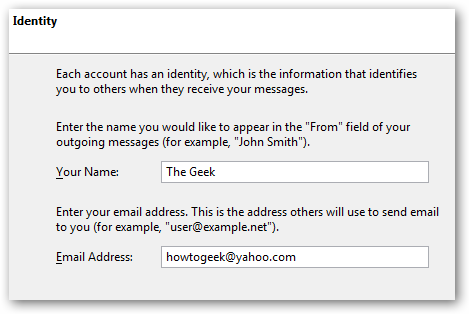 Identity
Each account has an identity, which is the information that identifies
you to others when they receive your messages.
Enter the name you would like to appear in the "From" field of your
outgoing messages (for example, "John Smith").
Your Name: The Geek
Enter your email address. This is the address others will use to send email
to you (for example, "user@example.net").
Email Address: howtogeek@yahoo.com